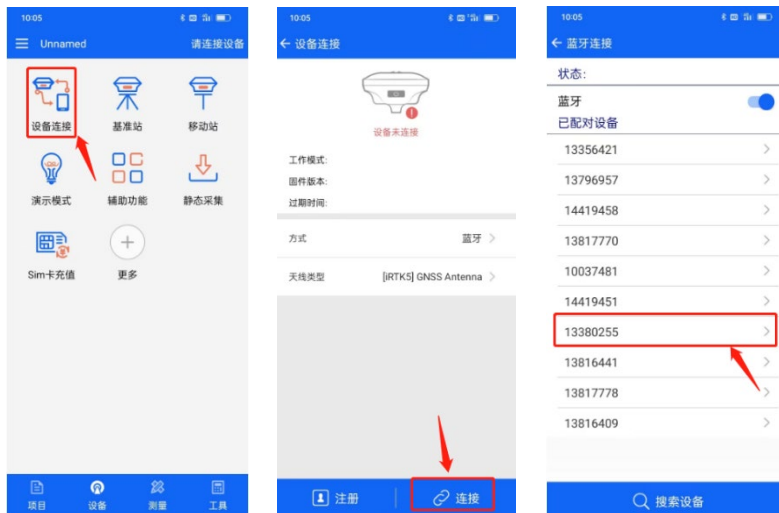 10:05
Unnamed
请连接设备
设备连接
基准站
移动站
演示模式
辅助功能
静态采集
Sim卡充值
更多
项目
设备
测量
工具
10:05
设备连接
设备未连接
工作模式:
固件版本:
过期时间:
方式
蓝牙
天线类型
[iRTK5] GNSS Antenna
注册
连接
10:05
蓝牙连接
状态:
蓝牙
已配对设备
13356421
13796957
14419458
13817770
10037481
14419451
13380255
13816441
13817778
13816409
搜索设备